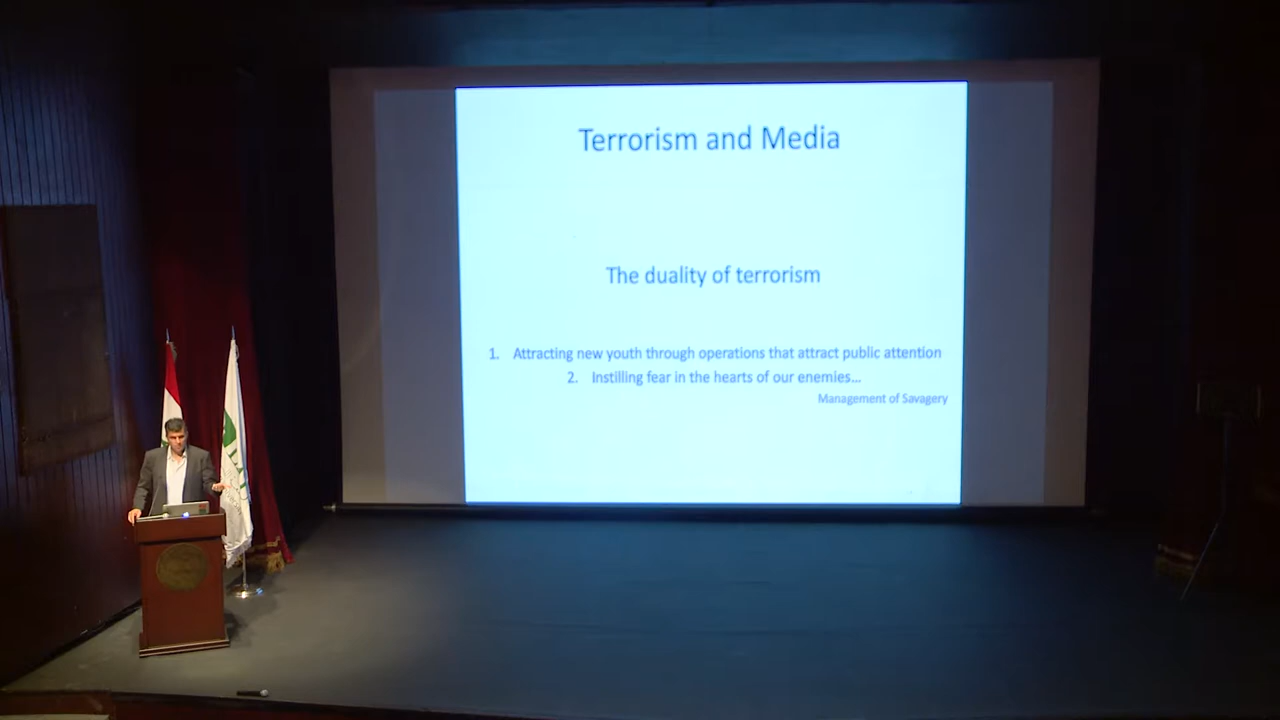 Terrorism and Media
The duality of terrorism
1. Attracting new youth through operations that attract public attention
2. Instilling fear in the hearts of our enemies...
Management of Savagery